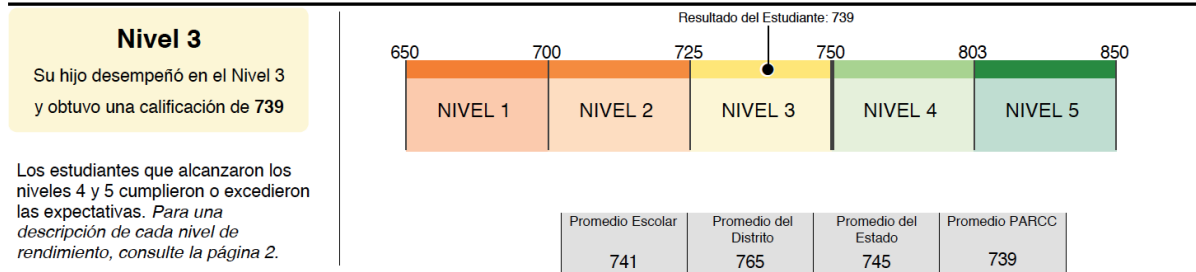 Nivel 3
Su hijo desempeñó en el Nivel 3
y obtuvo una calificación de 739
Los estudiantes que alcanzaron los
niveles 4 y 5 cumplieron o excedieron
las expectativas. Para una
descripción de cada nivel de
rendimiento, consulte la página 2.
Resultado del Estudiante: 739
650 700 725 750 803 850
NIVEL 1 NIVEL 2 NIVEL 3 NIVEL 4 NIVEL 5
Promedio Escolar
741
Promedio del
Distrito
765
Promedio del
Estado
745
Promedio PARCC
739